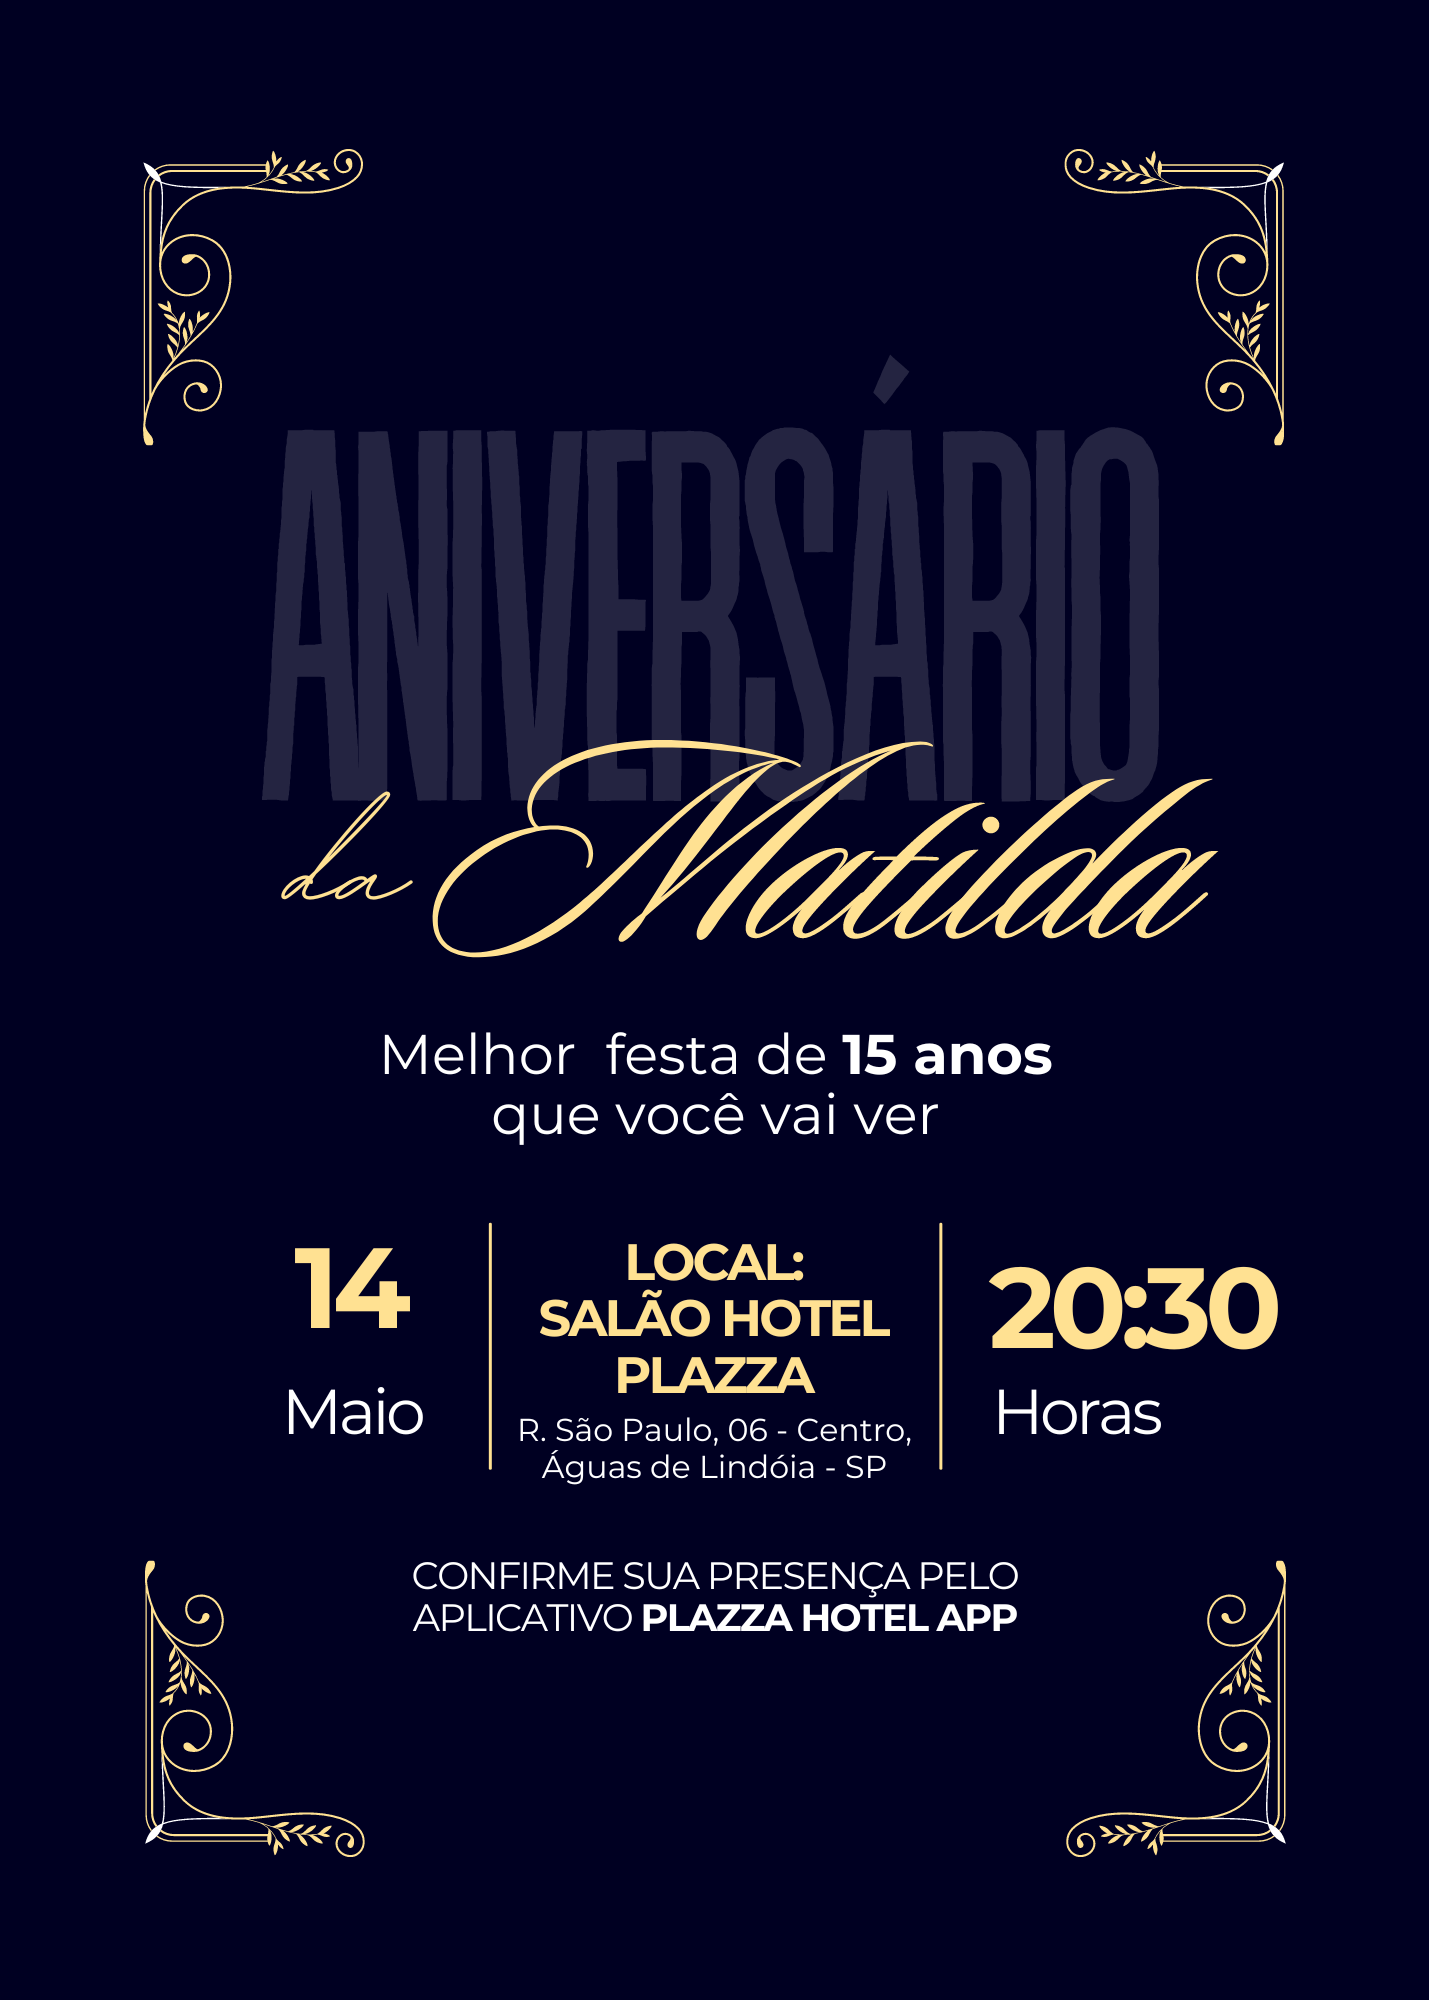 ANIVERSÁRIO
da Matilda
Melhor festa de 15 anos
que você vai ver
14
Maio
LOCAL:
SALÃO HOTEL
PLAZZA
R. São Paulo, 06 - Centro,
Águas de Lindóia - SP
20:30
Horas
CONFIRME SUA PRESENÇA PELO
APLICATIVO PLAZZA HOTEL APP